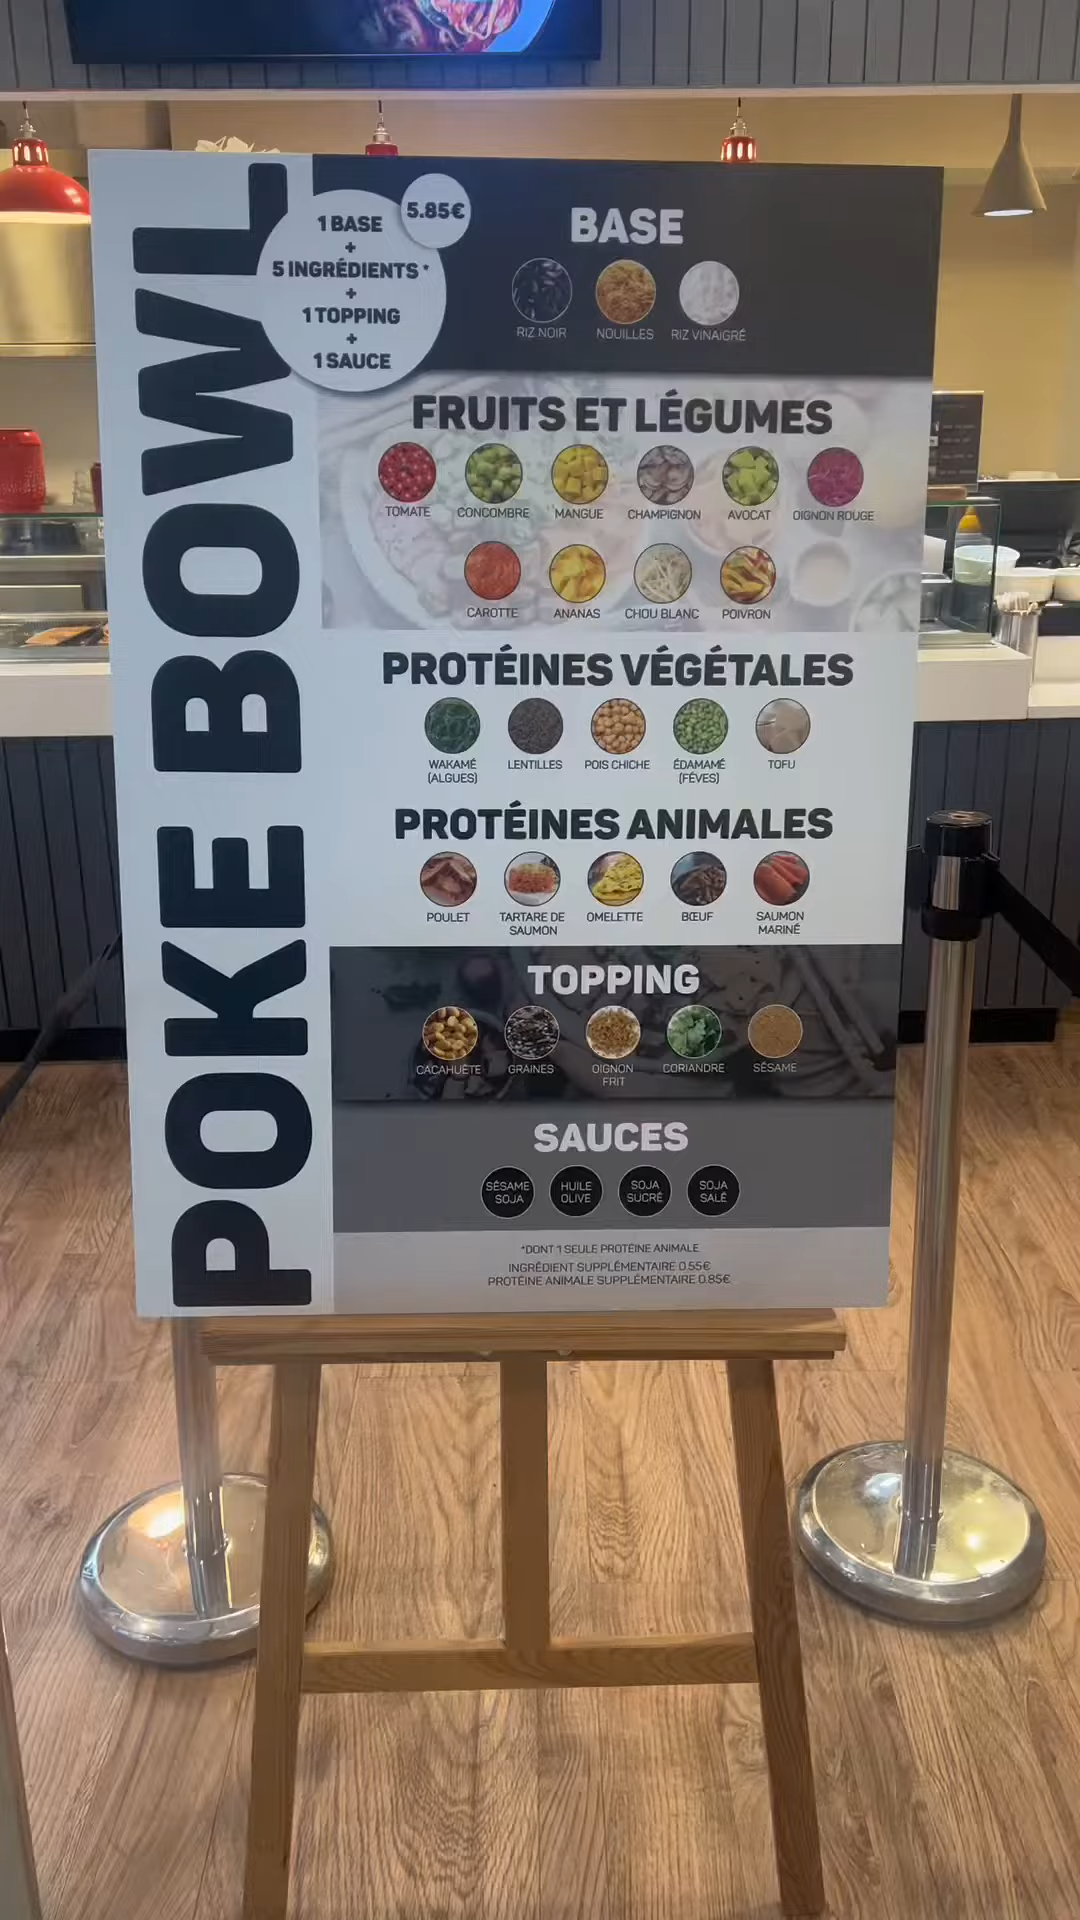 POKE BOWL
5.85€
1 BASE
+
5 INGRÉDIENTS *
+
1 TOPPING
+
1 SAUCE
BASE
RIZ NOIR NOUILLES RIZ VINAIGRÉ
FRUITS ET LÉGUMES
TOMATE CONCOMBRE MANGUE CHAMPIGNON AVOCAT OIGNON ROUGE
CAROTTE ANANAS CHOU BLANC POIVRON
PROTÉINES VÉGÉTALES
WAKAMÉ LENTILLES POIS CHICHE ÉDAMAMÉ TOFU
(ALGUES) (FÉVES)
PROTÉINES ANIMALES
POULET TARTARE DE OMELETTE BŒUF SAUMON
SAUMON MARINÉ
TOPPING
CACAHUÈTE GRAINES OIGNON CORIANDRE SÉSAME
FRIT
SAUCES
SÉSAME HUILE SOJA SOJA
SOJA OLIVE SUCRÉ SALÉ
*DONT 1 SEULE PROTÉINE ANIMALE
INGRÉDIENT SUPPLÉMENTAIRE 0.55€
PROTÉINE ANIMALE SUPPLÉMENTAIRE 0.85€